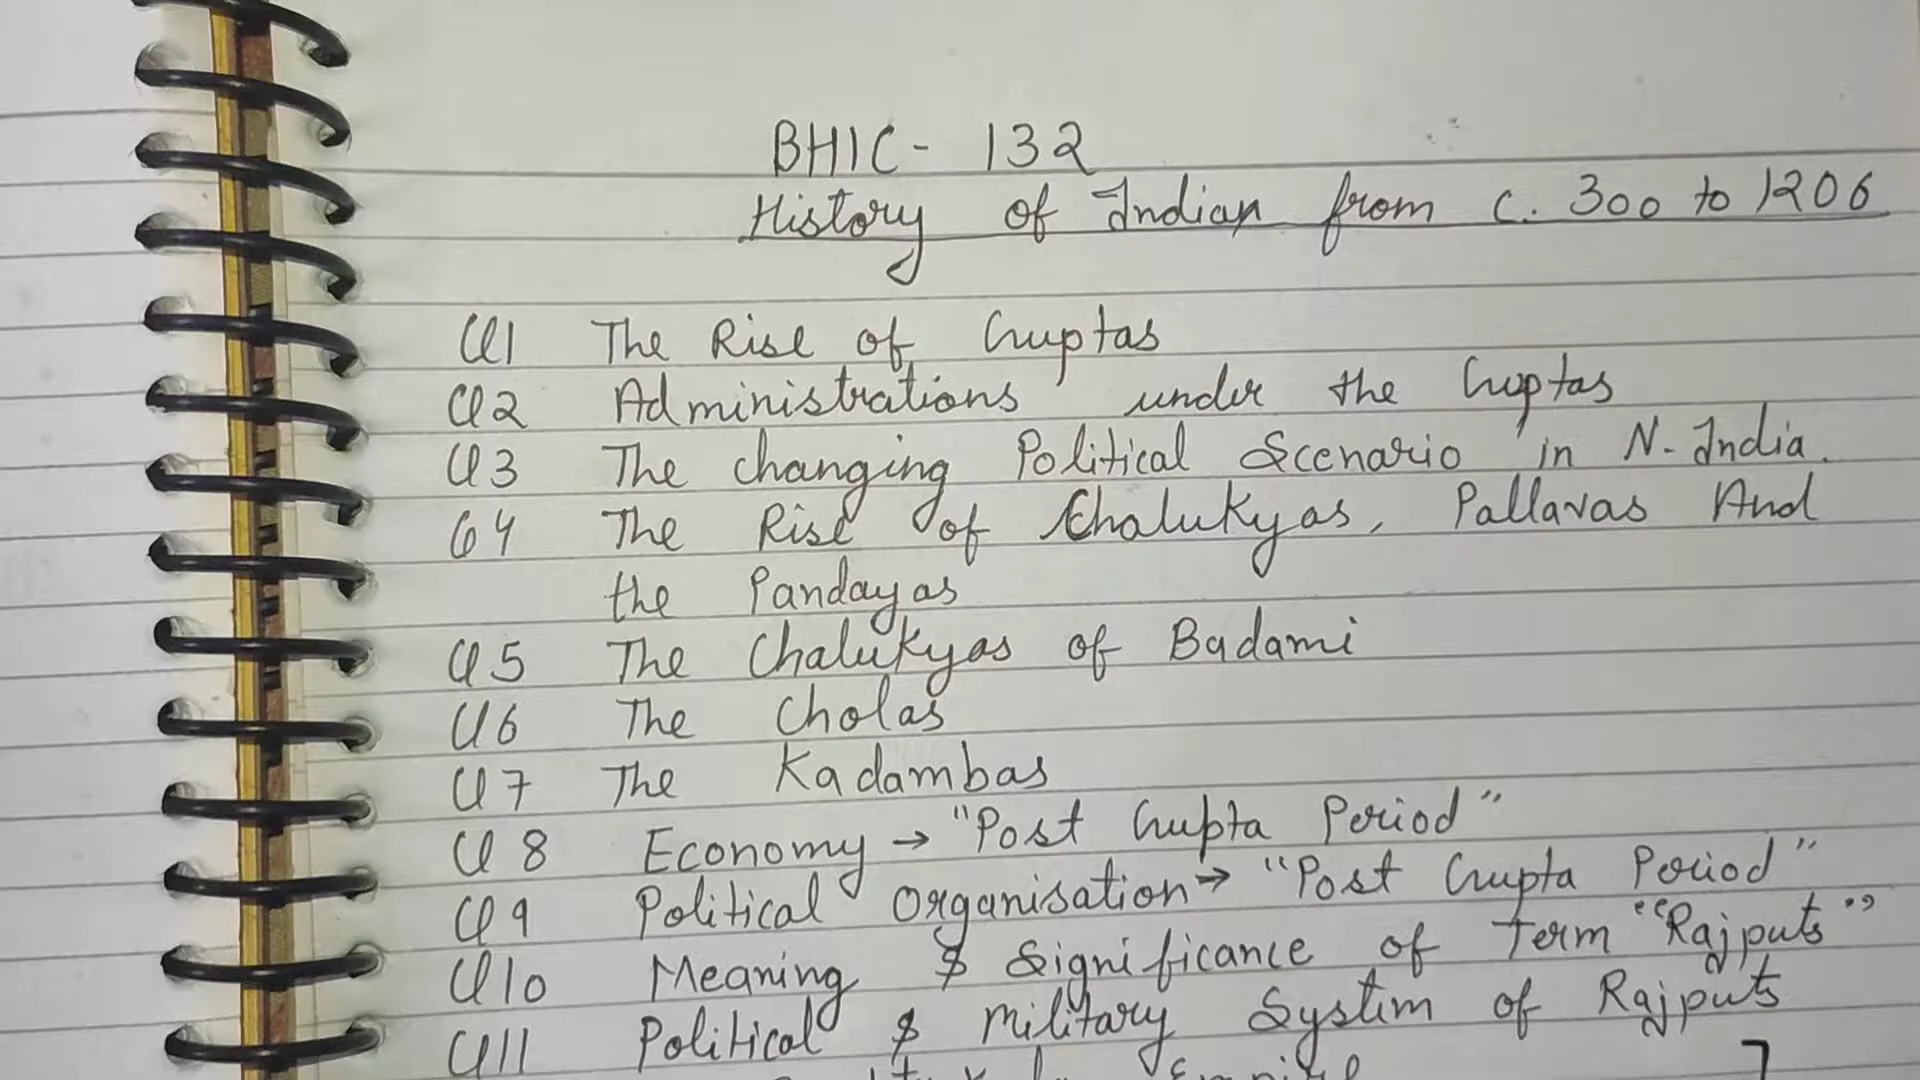 BHIC- 132
History of Indian from c. 300 to 1206
U1 The Rise of Guptas
U2 Administrations under the Guptas
U3 The changing Political Scenario in N. India.
U4 The Rise of Chalukyas, Pallavas And
the Pandayas
U5 The Chalukyas of Badami
U6 The Cholas
U7 The Kadambas
U8 Economy → "Post Gupta Period"
U9 Political Organisation → "Post Gupta Period"
U10 Meaning & Significance of Term "Rajputs"
U11 Political & Military System of Rajputs